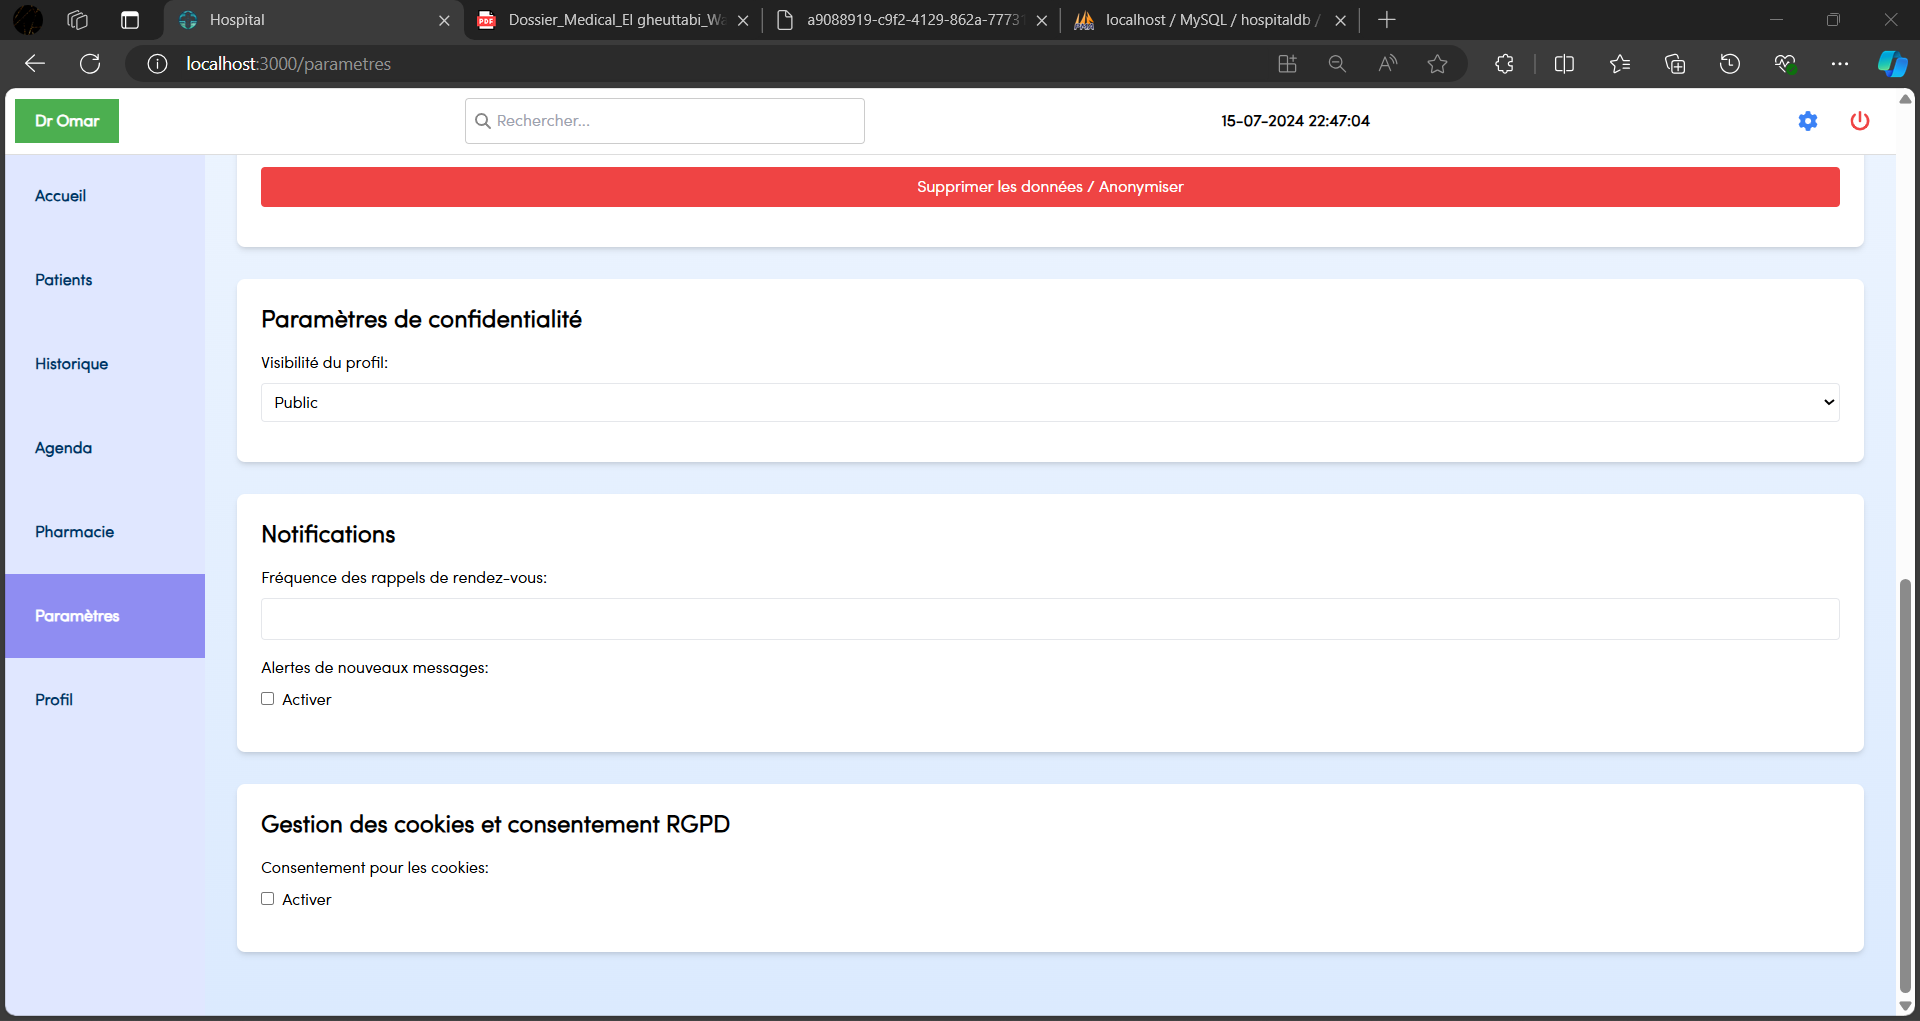 Hospital
Dossier_Medical_El gheuttabi_Wa
a9088919-c9f2-4129-862a-7773
localhost / MySQL / hospitaldb /
localhost:3000/parametres
Dr Omar
Rechercher...
15-07-2024 22:47:04
Accueil
Patients
Historique
Agenda
Pharmacie
Paramètres
Profil
Supprimer les données / Anonymiser
Paramètres de confidentialité
Visibilité du profil:
Public
Notifications
Fréquence des rappels de rendez-vous:
Alertes de nouveaux messages:
Activer
Gestion des cookies et consentement RGPD
Consentement pour les cookies:
Activer